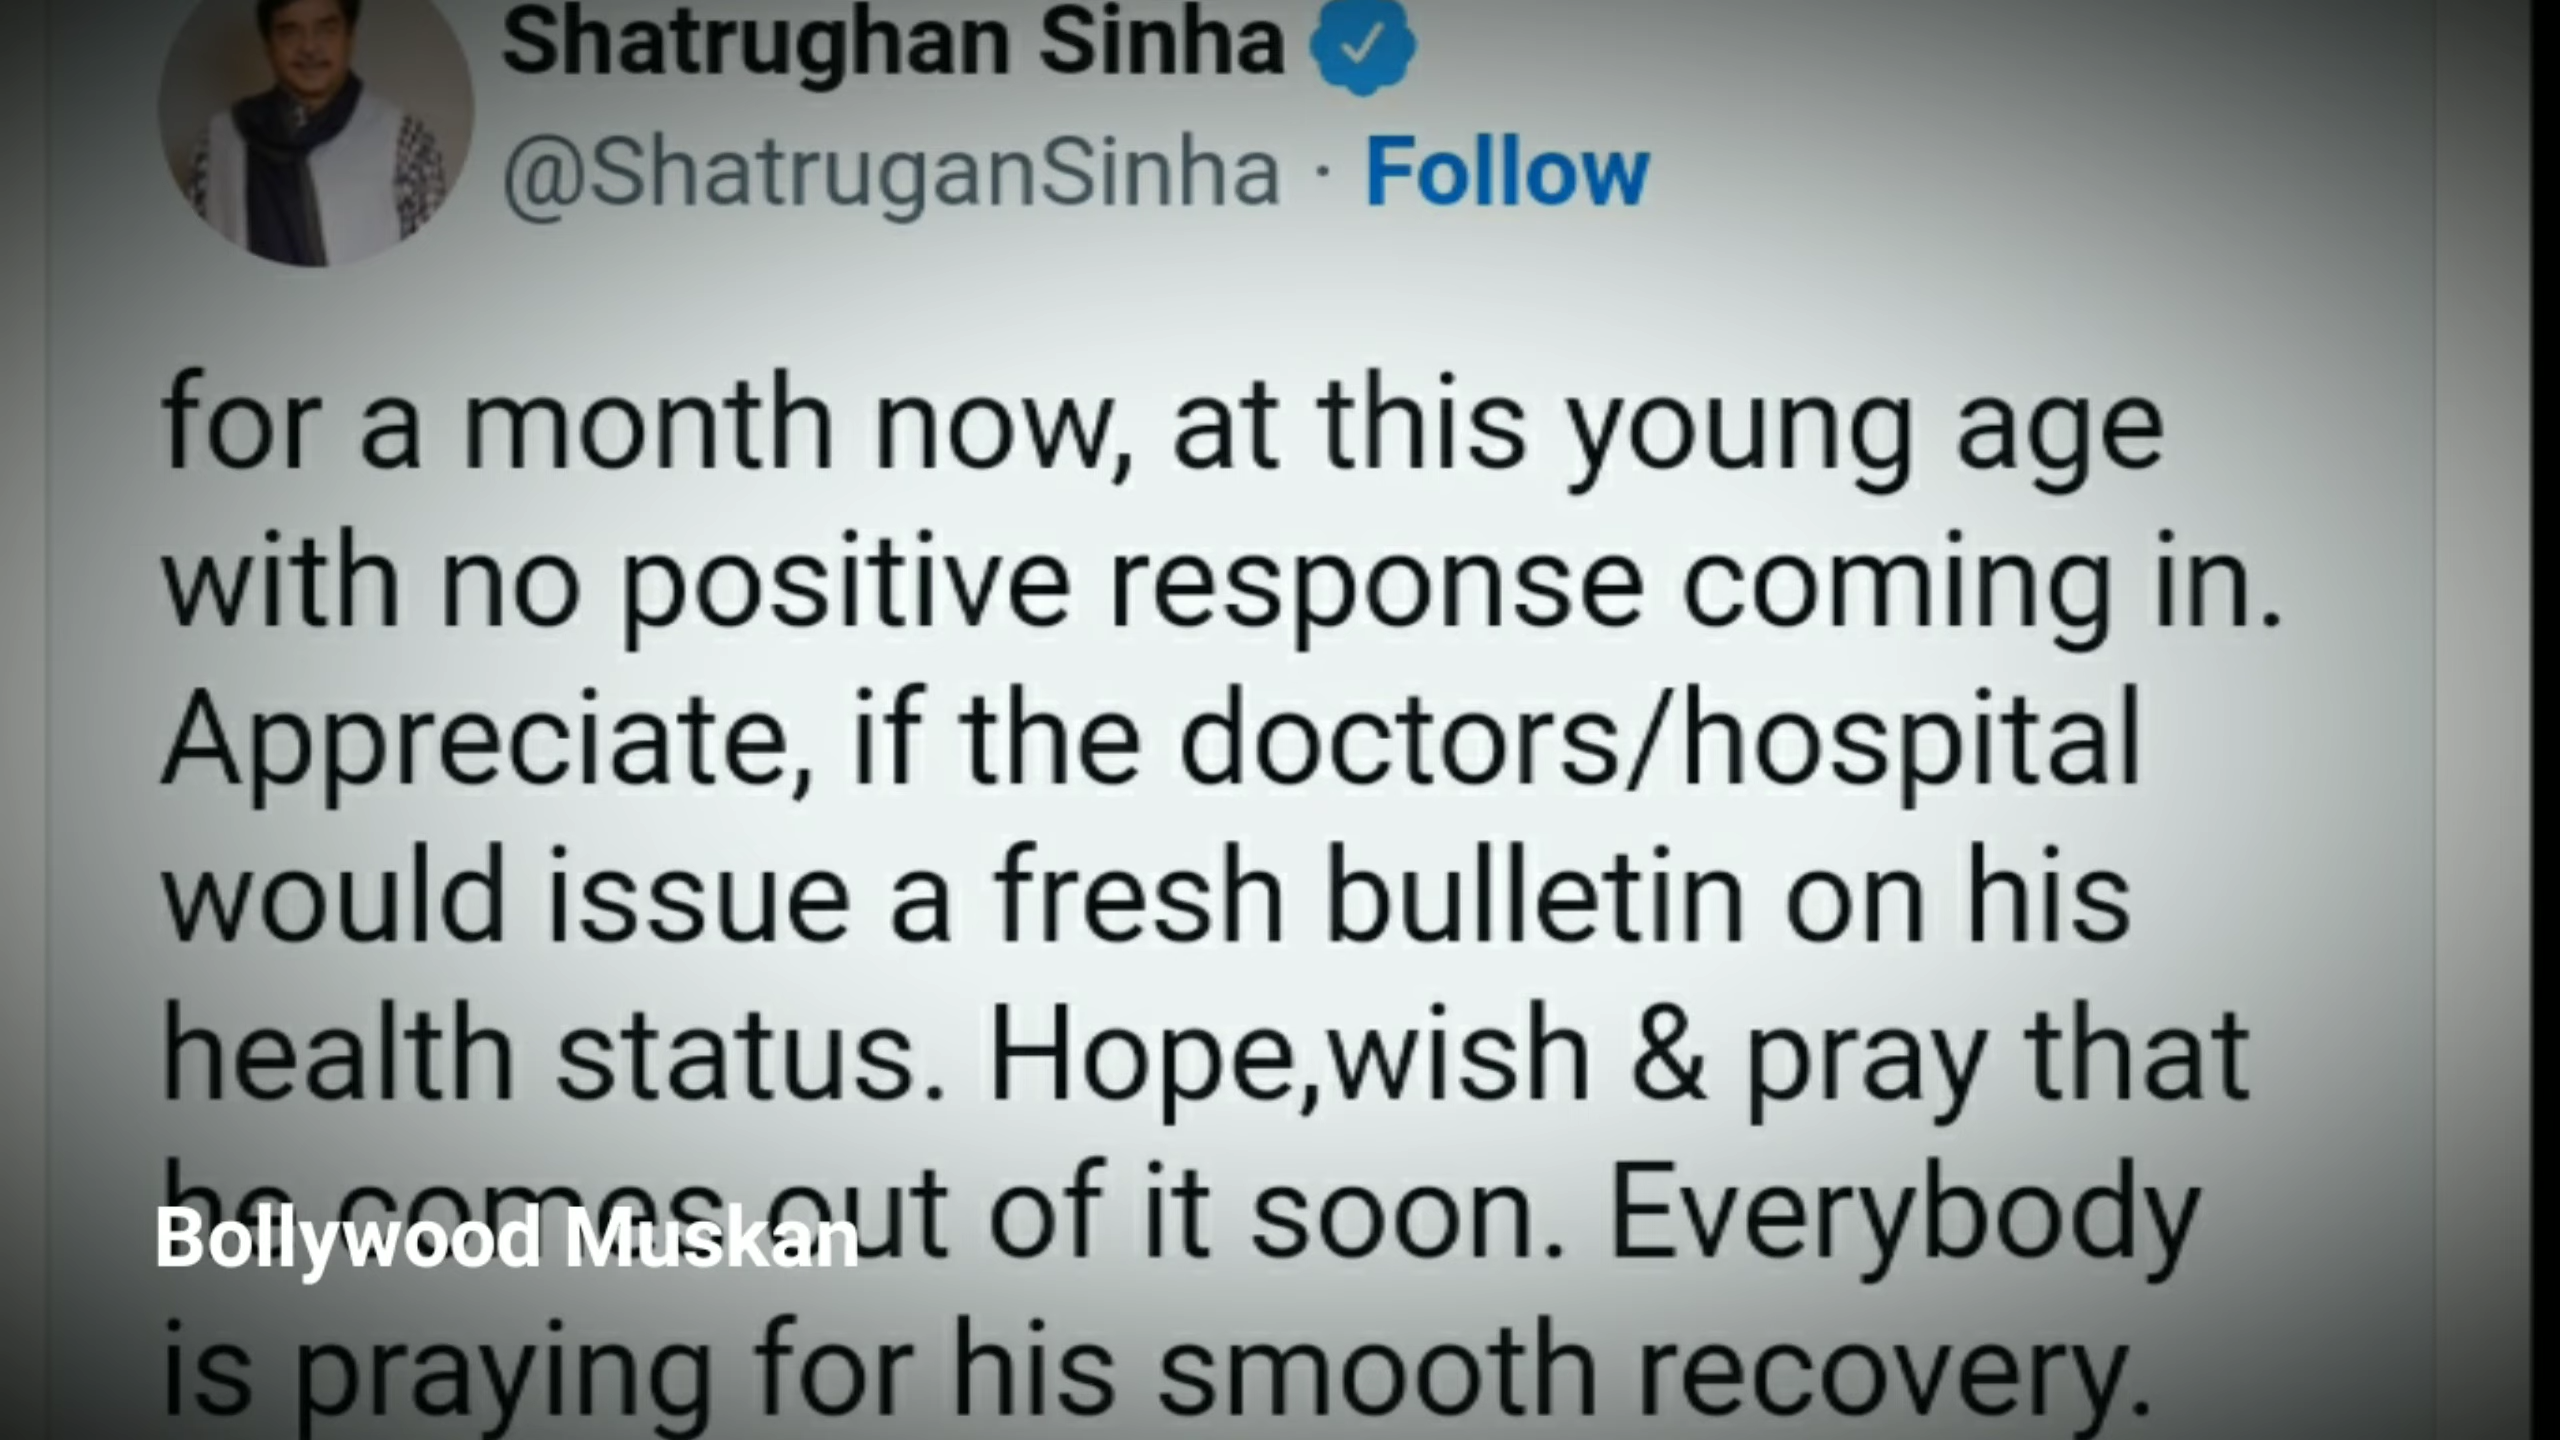 Shatrughan Sinha
@ShatruganSinha · Follow
for a month now, at this young age
with no positive response coming in.
Appreciate, if the doctors/hospital
would issue a fresh bulletin on his
health status. Hope,wish & pray that
he comes out of it soon. Everybody
Bollywood Muskan
is praying for his smooth recovery.